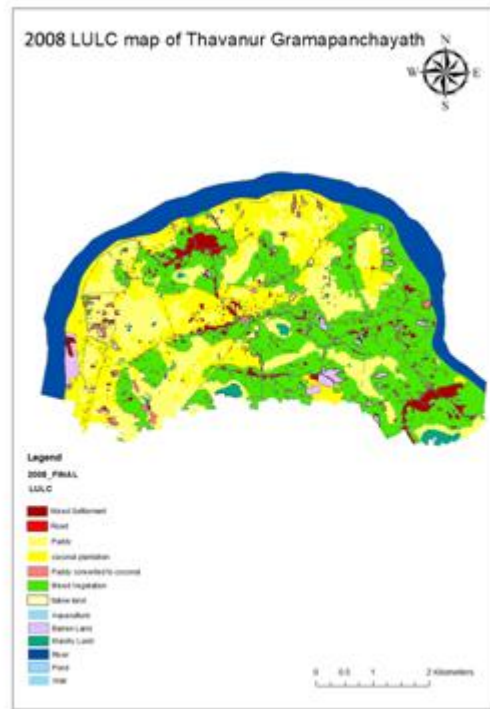 2008 LULC map of Thavanur Gramapanchayath
N
W E
S
Legend
2008_FINAL
LULC
Mixed Settlement
Road
Paddy
coconut plantation
Paddy converted to coconut
Mixed Vegetation
fallow land
Aquaculture
Barren Land
Marshy Land
River
Pond
Well
0 0.5 1 2 Kilometers